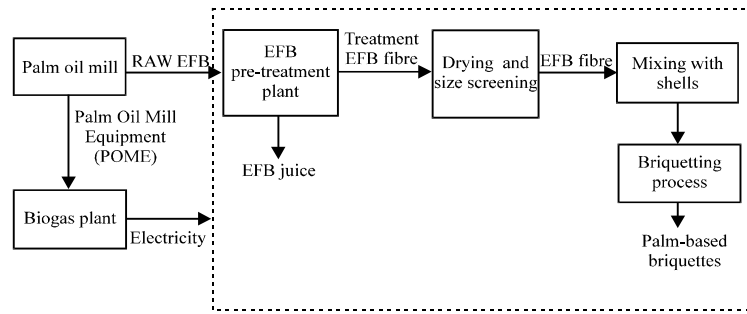 Palm oil mill
RAW EFB
EFB
pre-treatment
plant
Treatment
EFB fibre
Drying and
size screening
EFB fibre
Mixing with
shells
Palm Oil Mill
Equipment
(POME)
EFB juice
Briquetting
process
Biogas plant
Electricity
Palm-based
briquettes